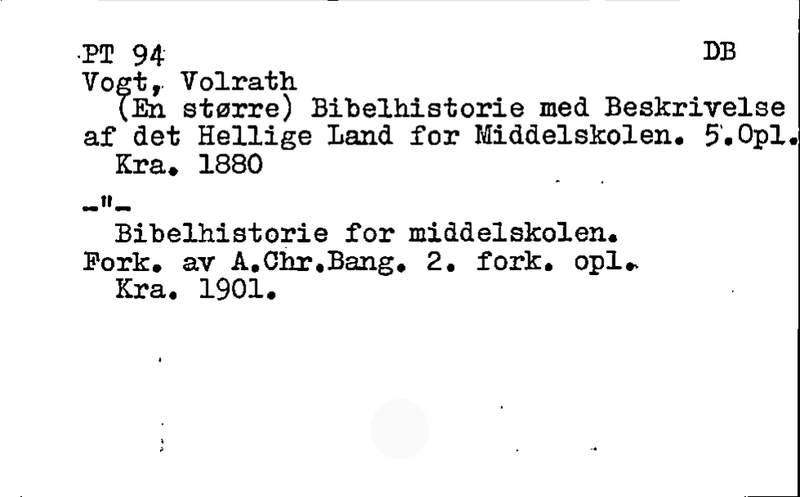 PT 94 DB
Vogt, Volrath
(En større) Bibelhistorie med Beskrivelse
af det Hellige Land for Middelskolen. 5.Opl.
Kra. 1880
_"_
Bibelhistorie for middelskolen.
Fork. av A.Chr.Bang. 2. fork. opl.
Kra. 1901.